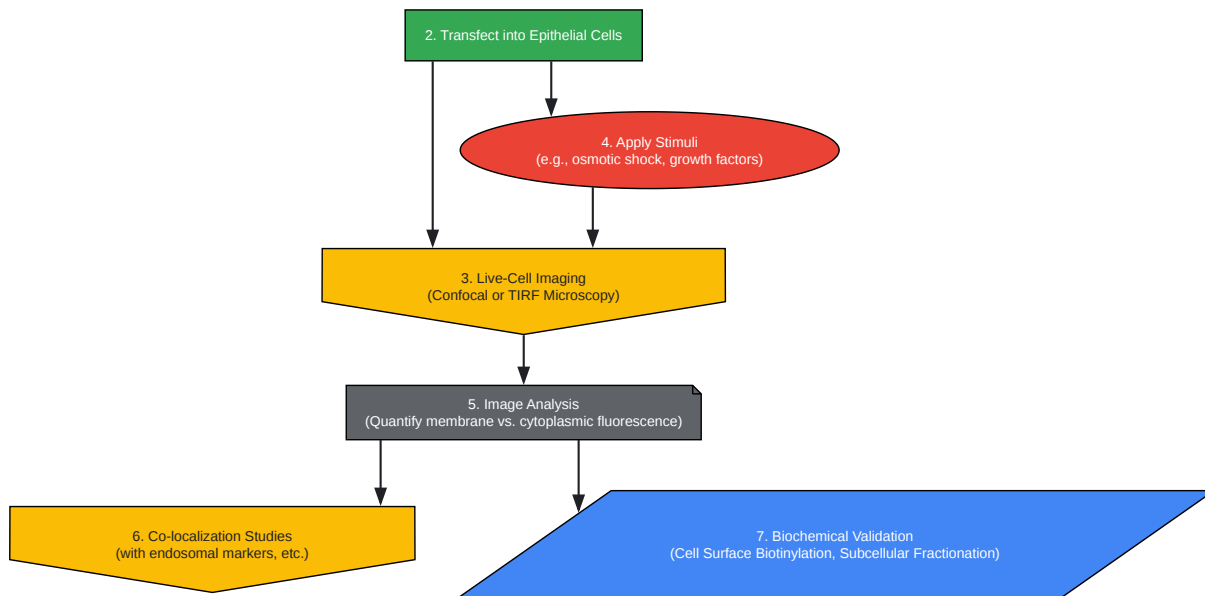 2. Transfect into Epithelial Cells
4. Apply Stimuli
(e.g., osmotic shock, growth factors)
3. Live-Cell Imaging
(Confocal or TIRF Microscopy)
5. Image Analysis
(Quantify membrane vs. cytoplasmic fluorescence)
6. Co-localization Studies
(with endosomal markers, etc.)
7. Biochemical Validation
(Cell Surface Biotinylation, Subcellular Fractionation)